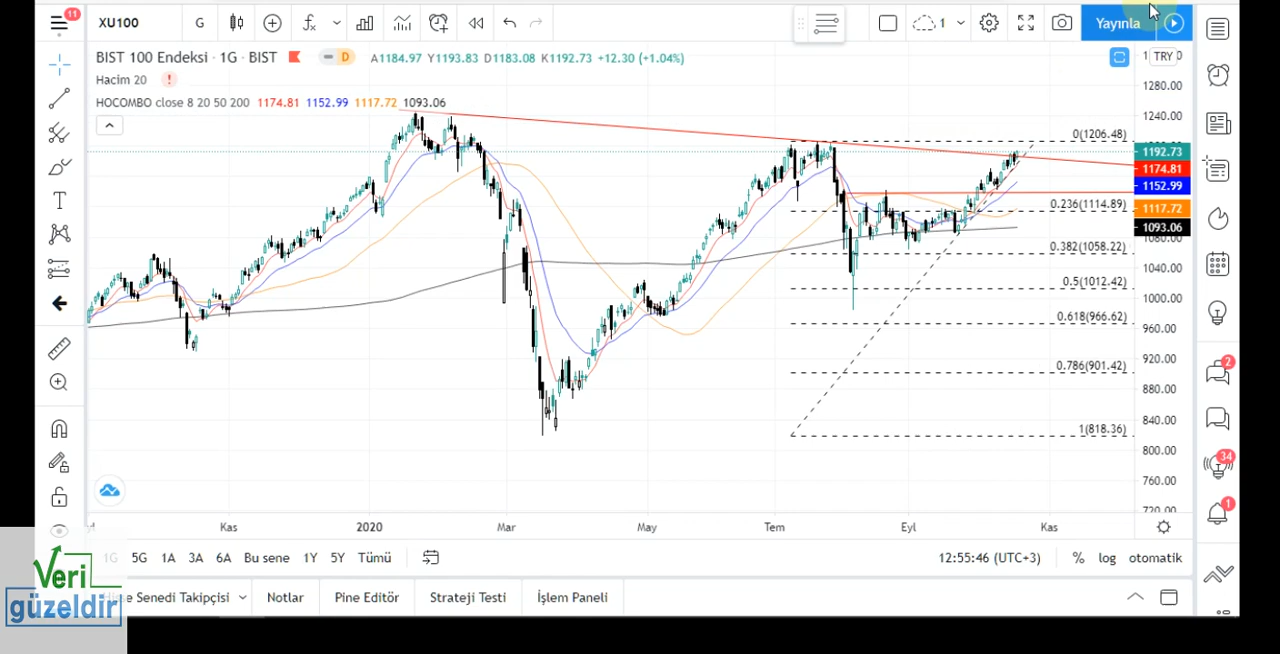 11
XU100
G
1
Yayınla
BIST 100 Endeksi · 1G · BIST
D
A1184.97 Y1193.83 D1183.08 K1192.73 +12.30 (+1.04%)
TRY
Hacim 20
!
HOCOMBO close 8 20 50 200 1174.81 1152.99 1117.72 1093.06
1280.00
1240.00
1192.73
1174.81
1152.99
1117.72
1093.06
1080.00
1040.00
1000.00
960.00
920.00
880.00
840.00
800.00
760.00
720.00
0(1206.48)
0.236(1114.89)
0.382(1058.22)
0.5(1012.42)
0.618(966.62)
0.786(901.42)
1(818.36)
2
34
1
Kas
2020
Mar
May
Tem
Eyl
Kas
1G 5G 1A 3A 6A Bu sene 1Y 5Y Tümü
12:55:46 (UTC+3)
% log otomatik
Senedi Takipçisi
Notlar
Pine Editör
Strateji Testi
İşlem Paneli
Veri
güzeldir